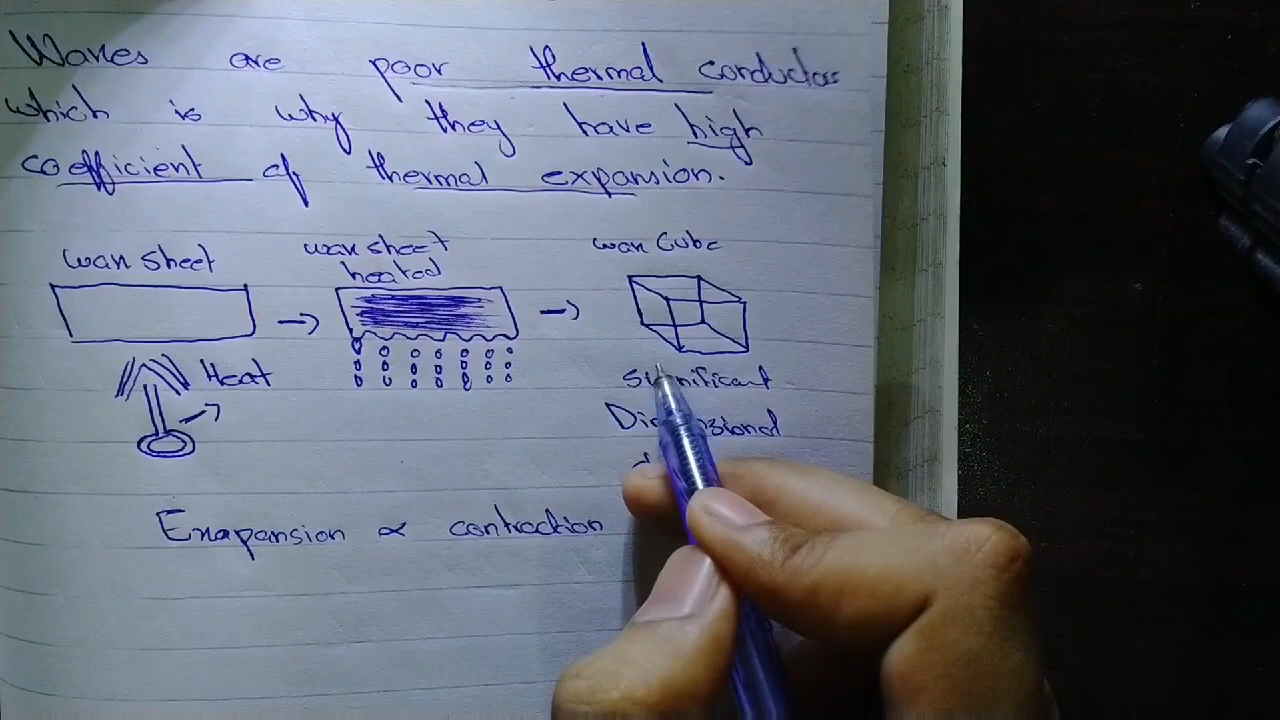 Waxes are poor thermal conductors
which is why they have high
coefficient of thermal expansion.
wax sheet
wax sheet
heated
wax Cube
Heat
Significant
Dimensional
Exapansion ∝ contraction